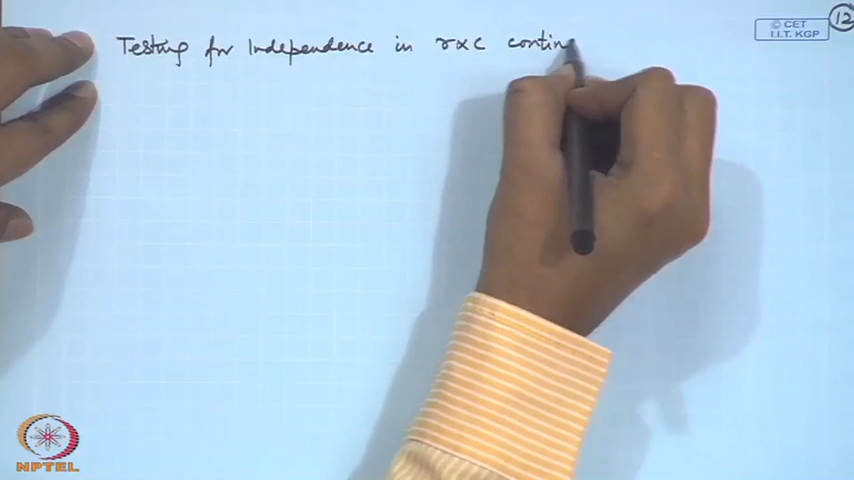 Testing for Independence in r×c contin
© CET
I.I.T. KGP
12
NPTEL